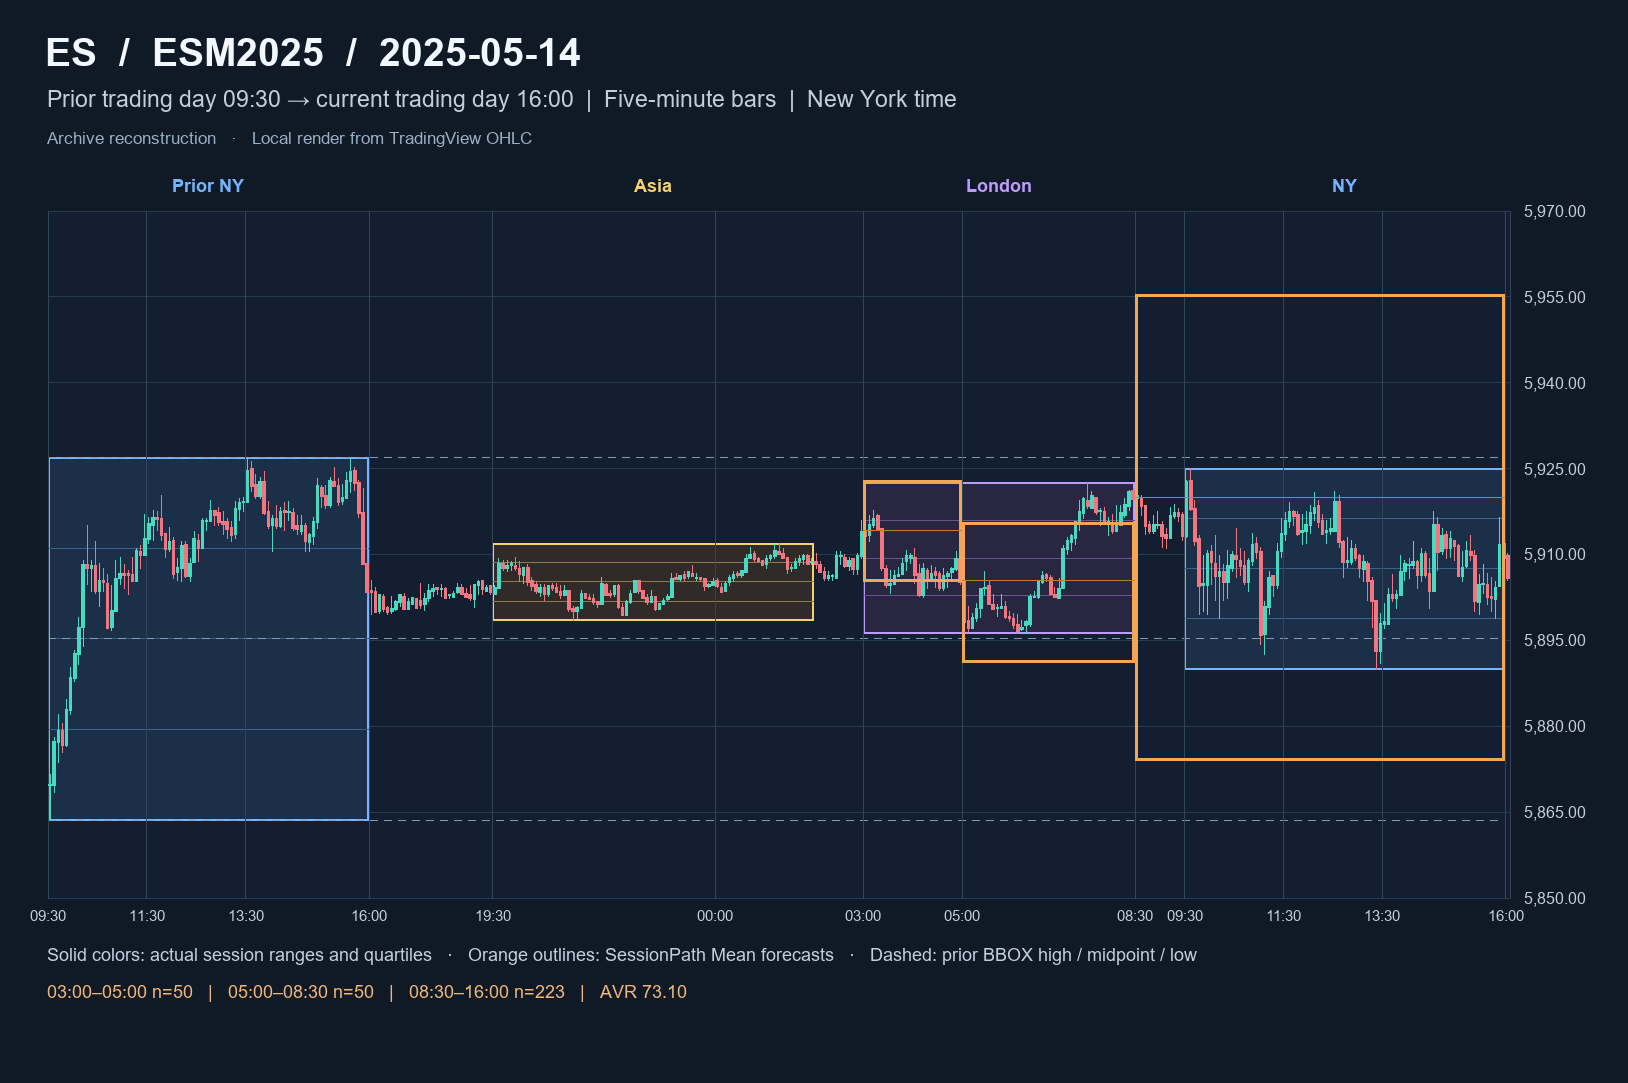 ES / ESM2025 / 2025-05-14
Prior trading day 09:30 → current trading day 16:00 | Five-minute bars | New York time
Archive reconstruction · Local render from TradingView OHLC
Prior NY Asia London NY
5,970.00
5,955.00
5,940.00
5,925.00
5,910.00
5,895.00
5,880.00
5,865.00
5,850.00
09:30 11:30 13:30 16:00 19:30 00:00 03:00 05:00 08:30 09:30 11:30 13:30 16:00
Solid colors: actual session ranges and quartiles · Orange outlines: SessionPath Mean forecasts · Dashed: prior BBOX high / midpoint / low
03:00–05:00 n=50 | 05:00–08:30 n=50 | 08:30–16:00 n=223 | AVR 73.10